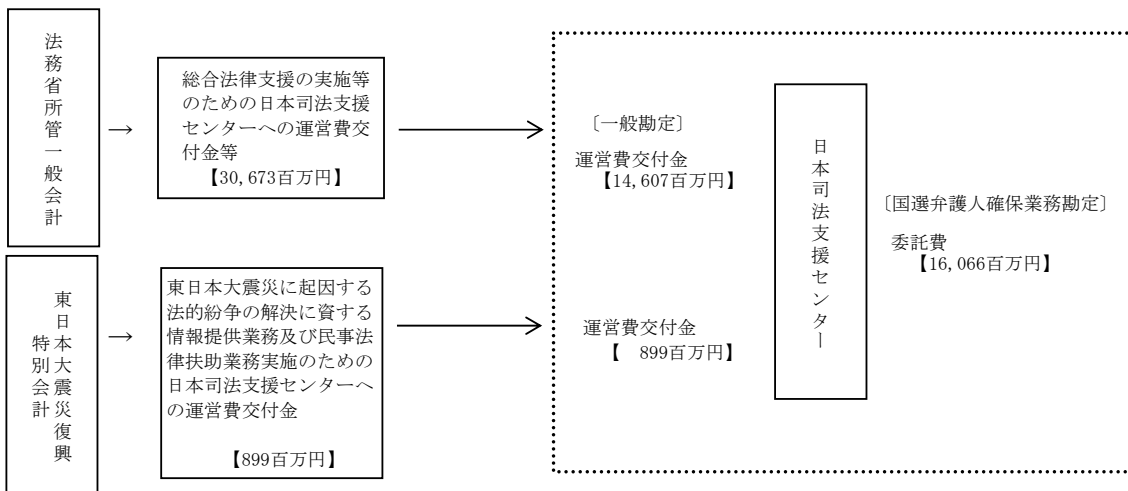 法務省所管一般会計
→
総合法律支援の実施等
のための日本司法支援
センターへの運営費交
付金等
【30,673百万円】
〔一般勘定〕
運営費交付金
【14,607百万円】
日本司法支援センター
〔国選弁護人確保業務勘定〕
委託費
【16,066百万円】
東日本大震災復興
特別会計
→
東日本大震災に起因する
法的紛争の解決に資する
情報提供業務及び民事法
律扶助業務実施のための
日本司法支援センターへ
の運営費交付金
【899百万円】
運営費交付金
【　899百万円】